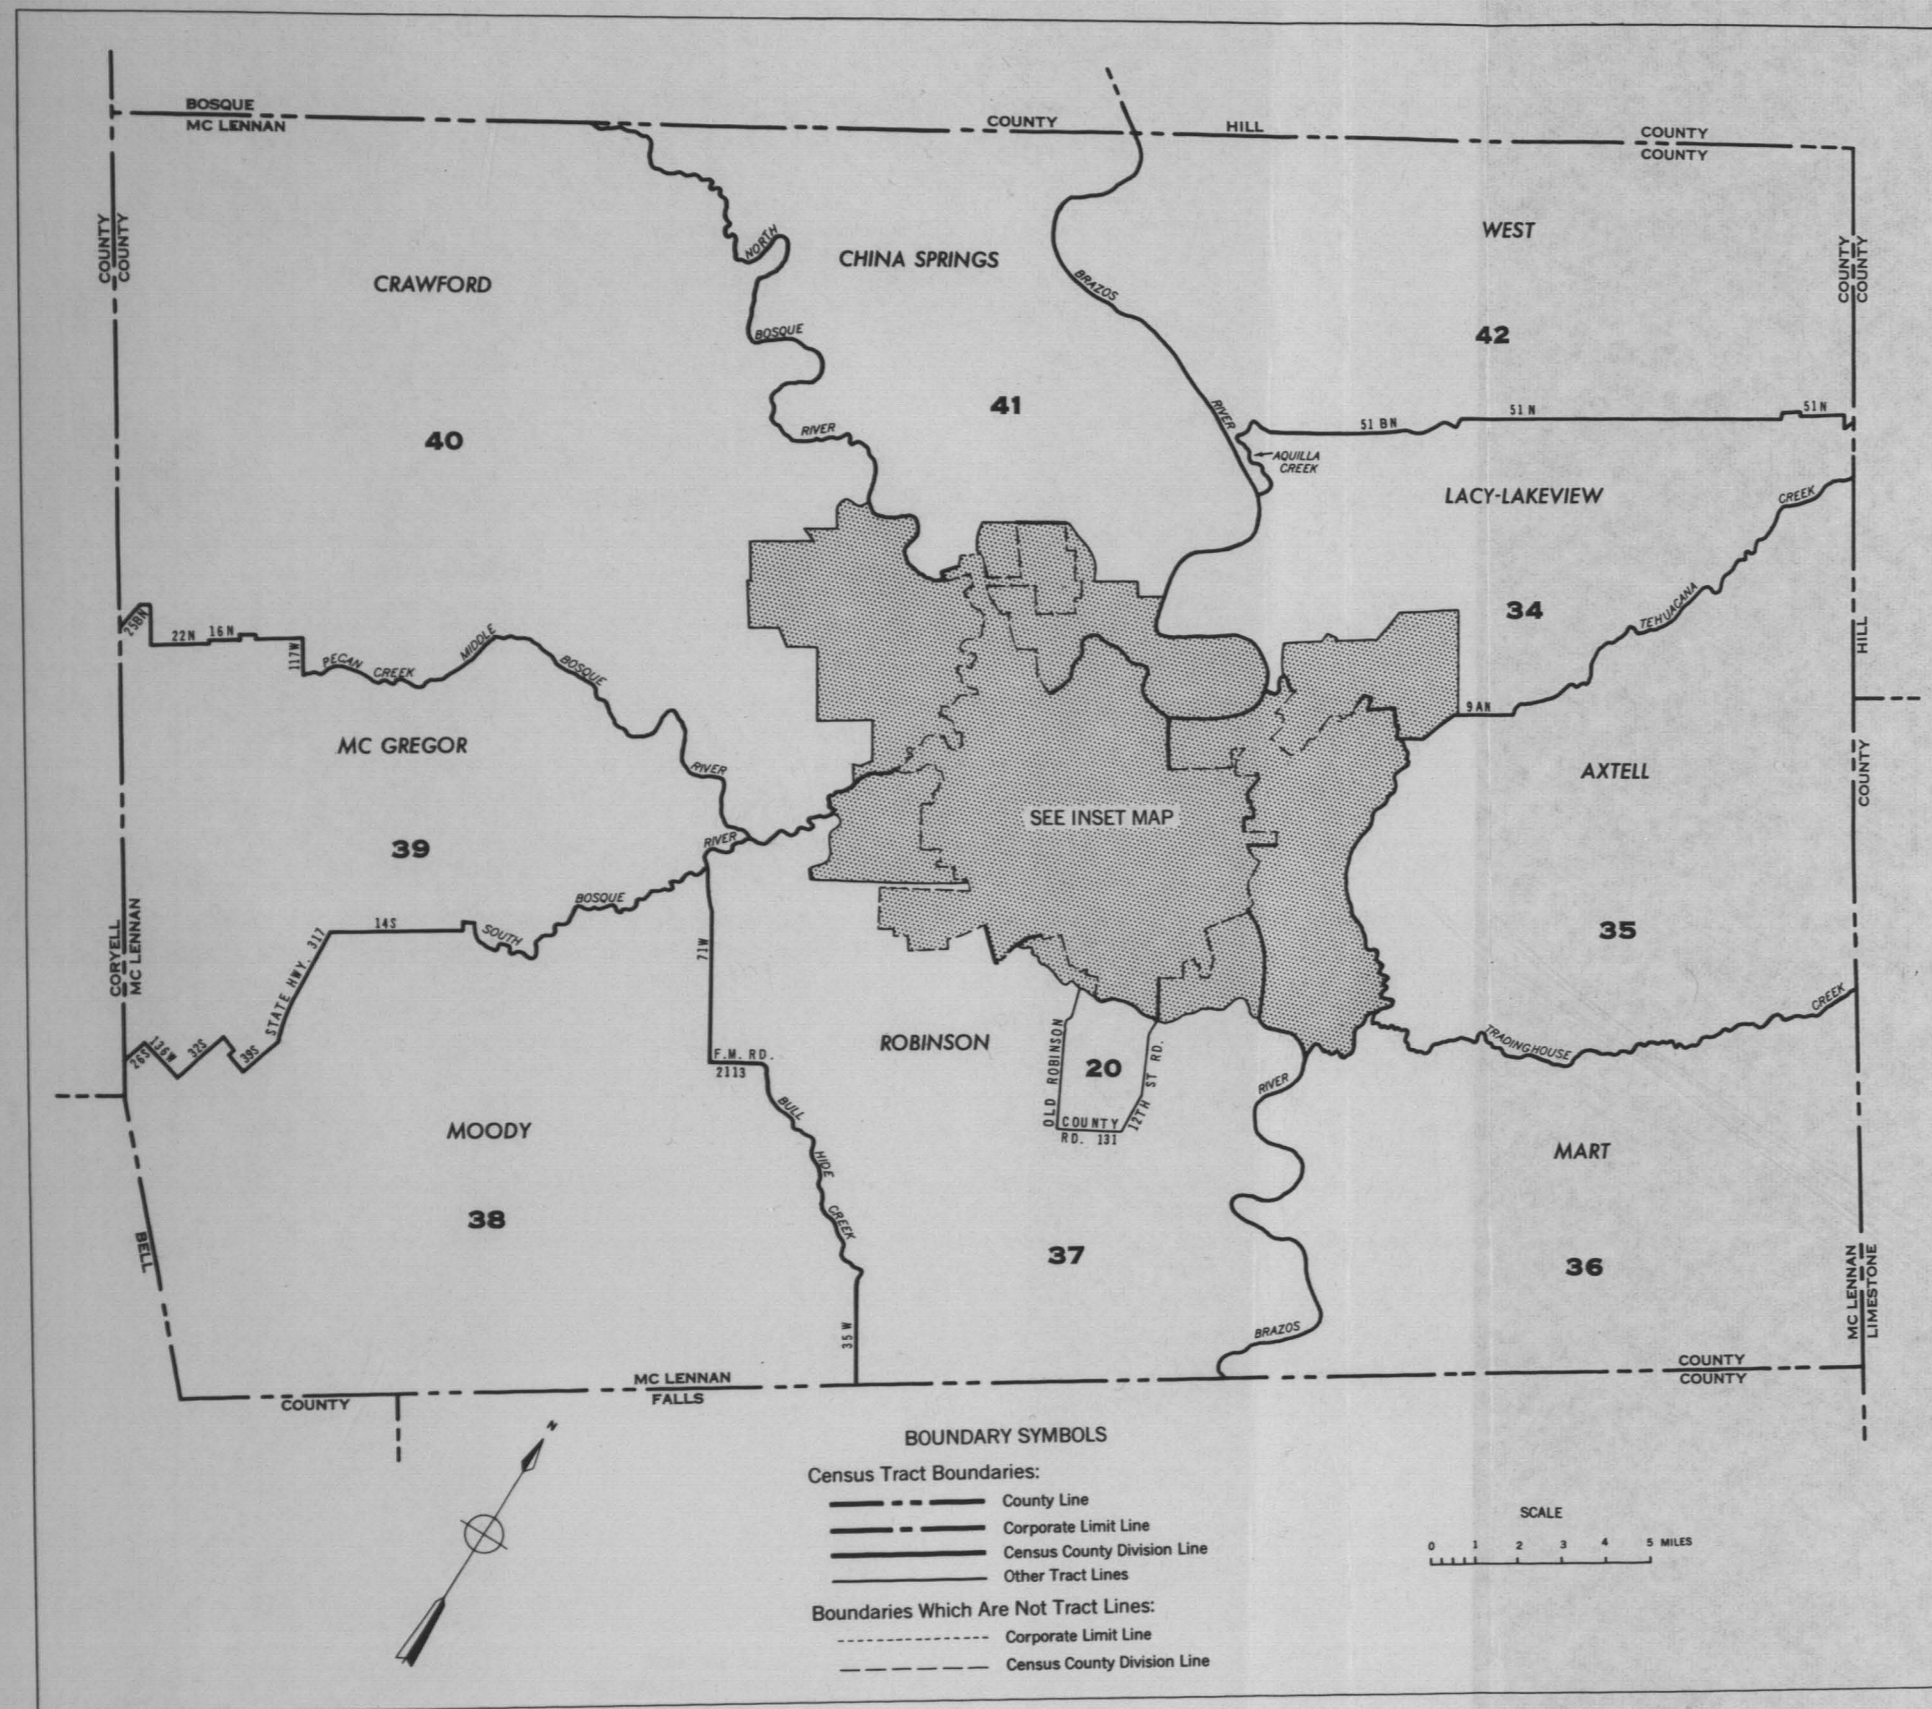 BOSQUE
MC LENNAN
COUNTY
HILL
COUNTY
COUNTY
COUNTY
COUNTY
COUNTY
COUNTY
NORTH
CHINA SPRINGS
WEST
CRAWFORD
BRAZOS
BOSQUE
42
41
RIVER
51 BN
51 N
51 N
40
RIVER
AQUILLA
CREEK
LACY-LAKEVIEW
CREEK
34
TEHUACANA
HILL
25BN
22N
16N
117W
PECAN
CREEK
MIDDLE
BOSQUE
9 AN
MC GREGOR
RIVER
AXTELL
COUNTY
SEE INSET MAP
39
RIVER
BOSQUE
35
CORYELL
MC LENNAN
STATE HWY. 317
14S
SOUTH
71W
26S
136W
32S
39S
ROBINSON
OLD ROBINSON
20
12TH ST RD.
COUNTY
RD. 131
F.M. RD.
2113
RIVER
TRADINGHOUSE
CREEK
MOODY
BULL
HIDE
CREEK
MART
38
37
36
BELL
35 W
BRAZOS
MC LENNAN
LIMESTONE
COUNTY
MC LENNAN
FALLS
COUNTY
COUNTY
N
BOUNDARY SYMBOLS
Census Tract Boundaries:
County Line
Corporate Limit Line
Census County Division Line
Other Tract Lines
Boundaries Which Are Not Tract Lines:
Corporate Limit Line
Census County Division Line
SCALE
0 1 2 3 4 5 MILES